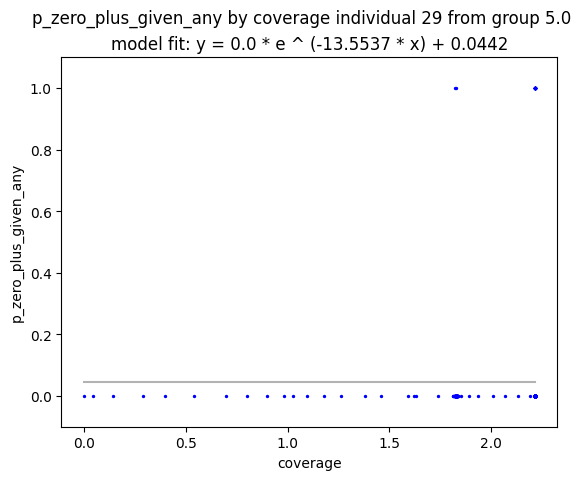 p_zero_plus_given_any by coverage individual 29 from group 5.0
model fit: y = 0.0 * e ^ (-13.5537 * x) + 0.0442
p_zero_plus_given_any
1.0
0.8
0.6
0.4
0.2
0.0
0.0 0.5 1.0 1.5 2.0
coverage